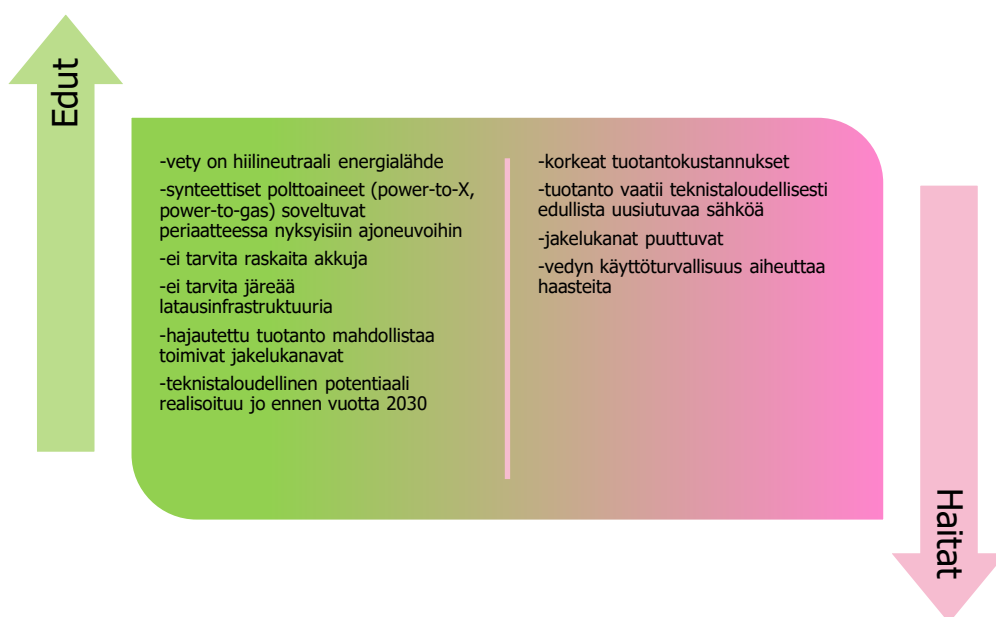 Edut
-vety on hiilineutraali energialähde
-synteettiset polttoaineet (power-to-X,
power-to-gas) soveltuvat
periaatteessa nyksyisiin ajoneuvoihin
-ei tarvita raskaita akkuja
-ei tarvita järeää
latausinfrastruktuuria
-hajautettu tuotanto mahdollistaa
toimivat jakelukanavat
-teknistaloudellinen potentiaali
realisoituu jo ennen vuotta 2030
-korkeat tuotantokustannukset
-tuotanto vaatii teknistaloudellisesti
edullista uusiutuvaa sähköä
-jakelukanat puuttuvat
-vedyn käyttöturvallisuus aiheuttaa
haasteita
Haitat